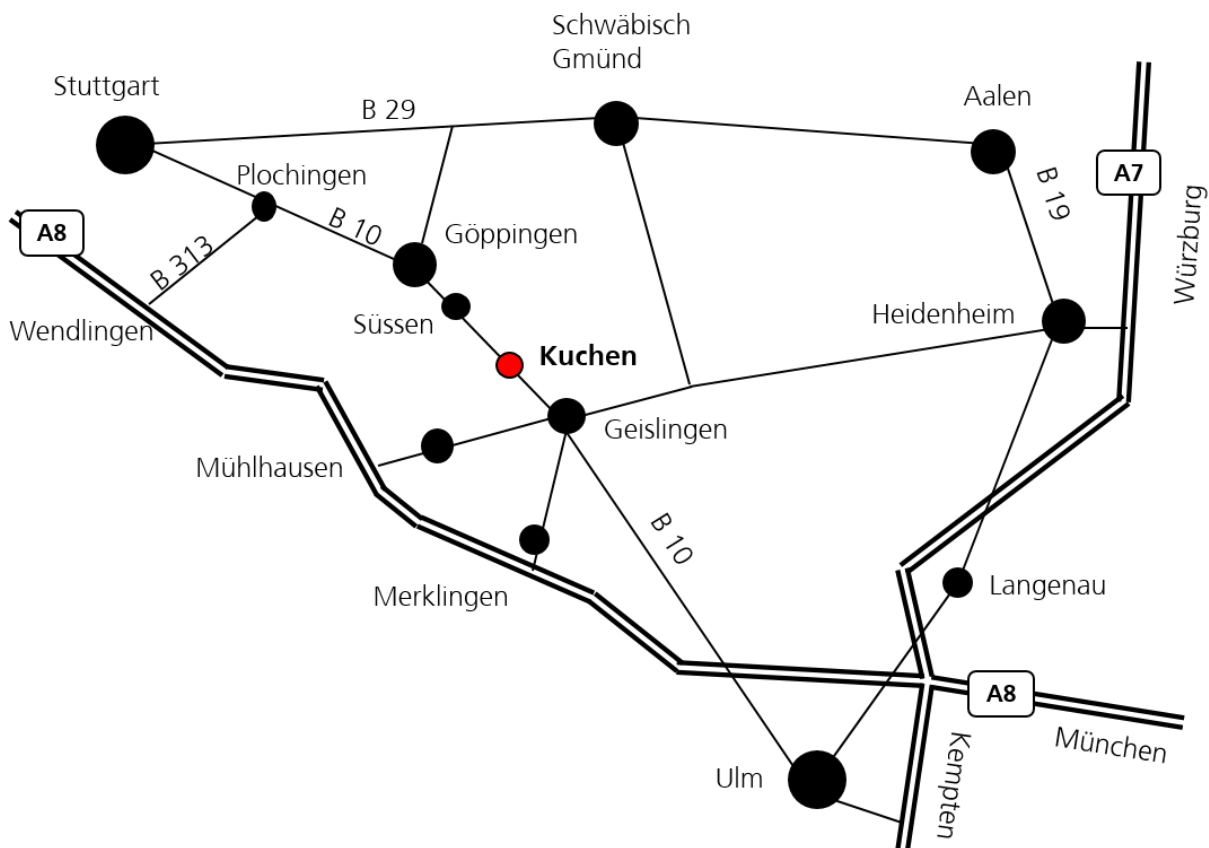 Schwäbisch
Gmünd
Stuttgart
Aalen
B 29
A7
Plochingen
B 19
Würzburg
A8
B 10
Göppingen
B 313
Süssen
Heidenheim
Wendlingen
Kuchen
Geislingen
Mühlhausen
B 10
Merklingen
Langenau
A8
Kempten
München
Ulm